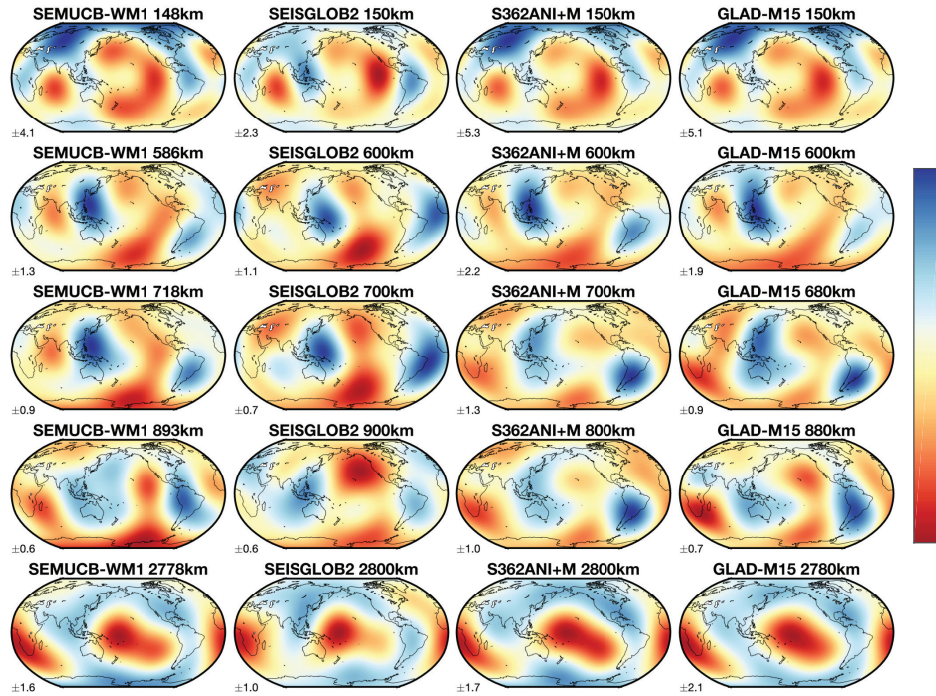 SEMUCB-WM1 148km SEISGLOB2 150km S362ANI+M 150km GLAD-M15 150km
±4.1 ±2.3 ±5.3 ±5.1
SEMUCB-WM1 586km SEISGLOB2 600km S362ANI+M 600km GLAD-M15 600km
±1.3 ±1.1 ±2.2 ±1.9
SEMUCB-WM1 718km SEISGLOB2 700km S362ANI+M 700km GLAD-M15 680km
±0.9 ±0.7 ±1.3 ±0.9
SEMUCB-WM1 893km SEISGLOB2 900km S362ANI+M 800km GLAD-M15 880km
±0.6 ±0.6 ±1.0 ±0.7
SEMUCB-WM1 2778km SEISGLOB2 2800km S362ANI+M 2800km GLAD-M15 2780km
±1.6 ±1.0 ±1.7 ±2.1